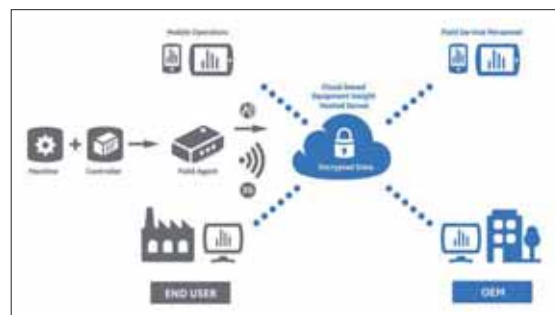 Mobile Operations
Field Service Personnel
Cloud-based
Equipment Insight
Hosted Server
Machine
Controller
Field Agent
3G
Encrypted Data
END USER
OEM